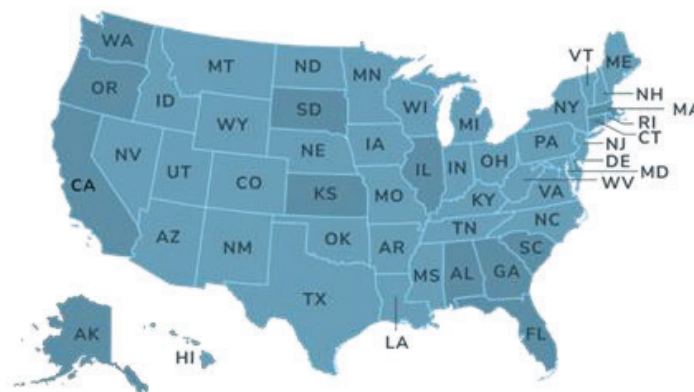 WA
MT
ND
MN
VT
ME
OR
ID
SD
WI
NH
WY
MI
NY
MA
RI
CT
IA
PA
NJ
NV
NE
IL
IN
OH
DE
MD
UT
CO
WV
CA
KS
MO
KY
VA
NC
AZ
NM
OK
AR
TN
SC
MS
AL
GA
TX
LA
FL
AK
HI